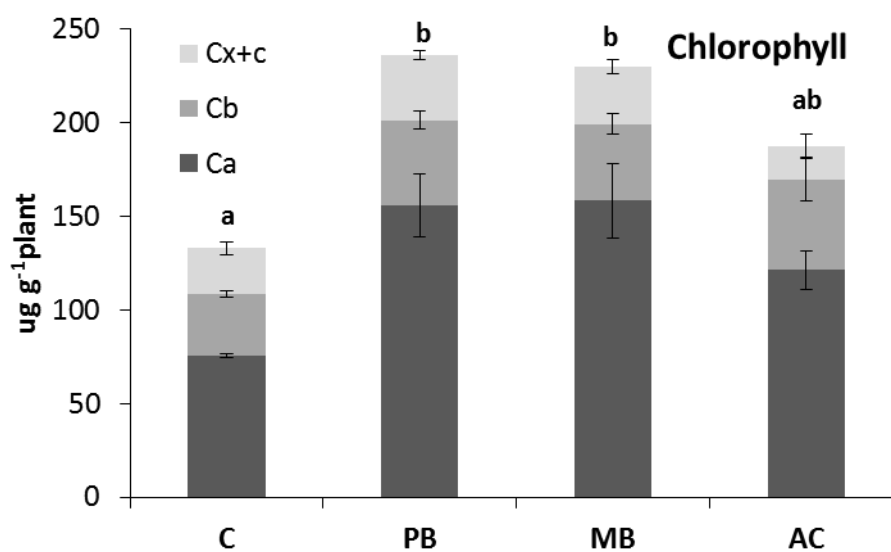 250
200
150
100
50
0
ug g⁻¹plant
Cx+c
Cb
Ca
Chlorophyll
a
b
b
ab
C
PB
MB
AC